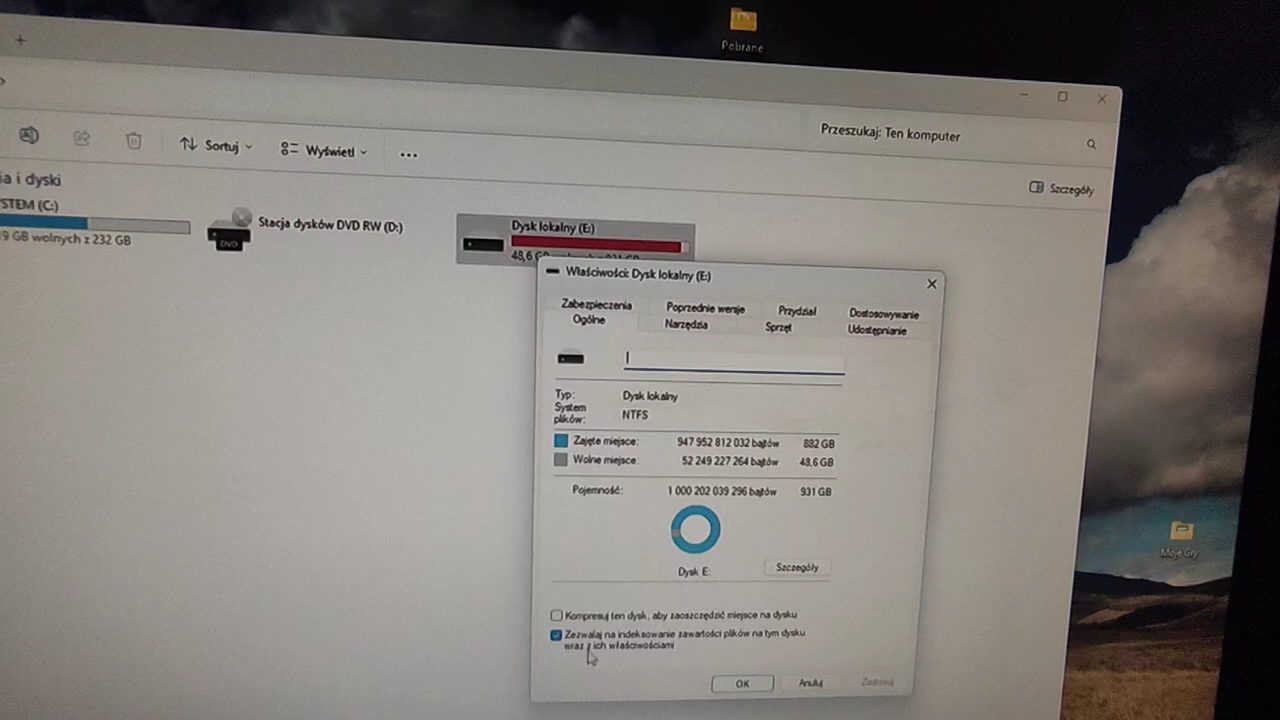 Pobrane
+
Przeszukaj: Ten komputer
Sortuj
Wyświetl
...
Szczegóły
ia i dyski
STEM (C:)
9 GB wolnych z 232 GB
DVD
Stacja dysków DVD RW (D:)
Dysk lokalny (E:)
48,6
Właściwości: Dysk lokalny (E:)
Zabezpieczenia Poprzednie wersje Przydział Dostosowywanie
Ogólne Narzędzia Sprzęt Udostępnianie
Typ: Dysk lokalny
System plików: NTFS
Zajęte miejsce: 947 952 812 032 bajtów 882 GB
Wolne miejsce: 52 249 227 264 bajtów 48,6 GB
Pojemność: 1 000 202 039 296 bajtów 931 GB
Dysk E:
Szczegóły
Kompresuj ten dysk, aby zaoszczędzić miejsce na dysku
Zezwalaj na indeksowanie zawartości plików na tym dysku
wraz z ich właściwościami
OK Anuluj Zastosuj
Moje Gry